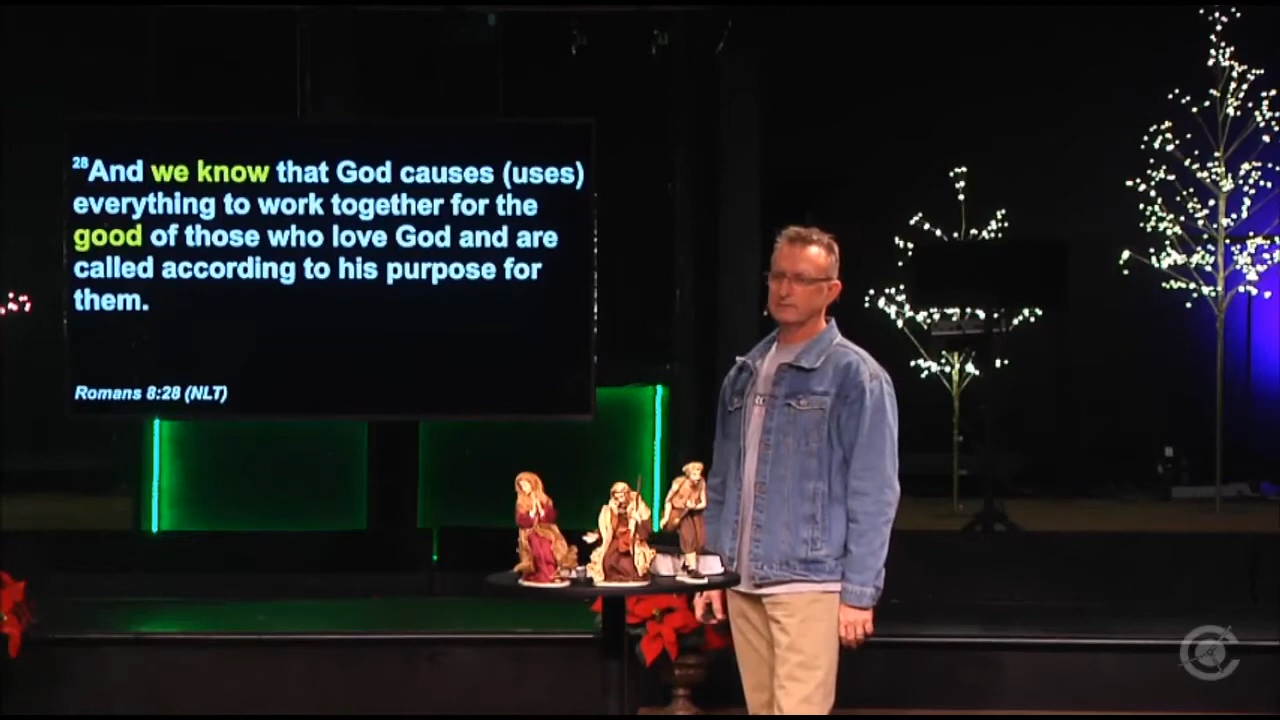 ²⁸And we know that God causes (uses)
everything to work together for the
good of those who love God and are
called according to his purpose for
them.
Romans 8:28 (NLT)